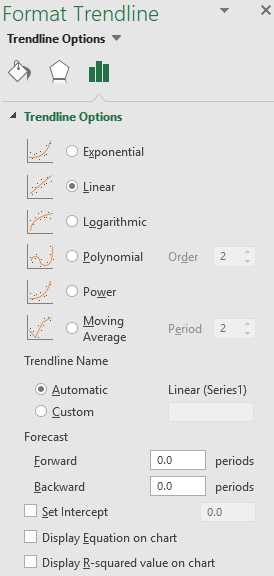 Format Trendline
Trendline Options
Trendline Options
Exponential
Linear
Logarithmic
Polynomial Order 2
Power
Moving Average Period 2
Trendline Name
Automatic Linear (Series1)
Custom
Forecast
Forward 0.0 periods
Backward 0.0 periods
Set Intercept 0.0
Display Equation on chart
Display R-squared value on chart